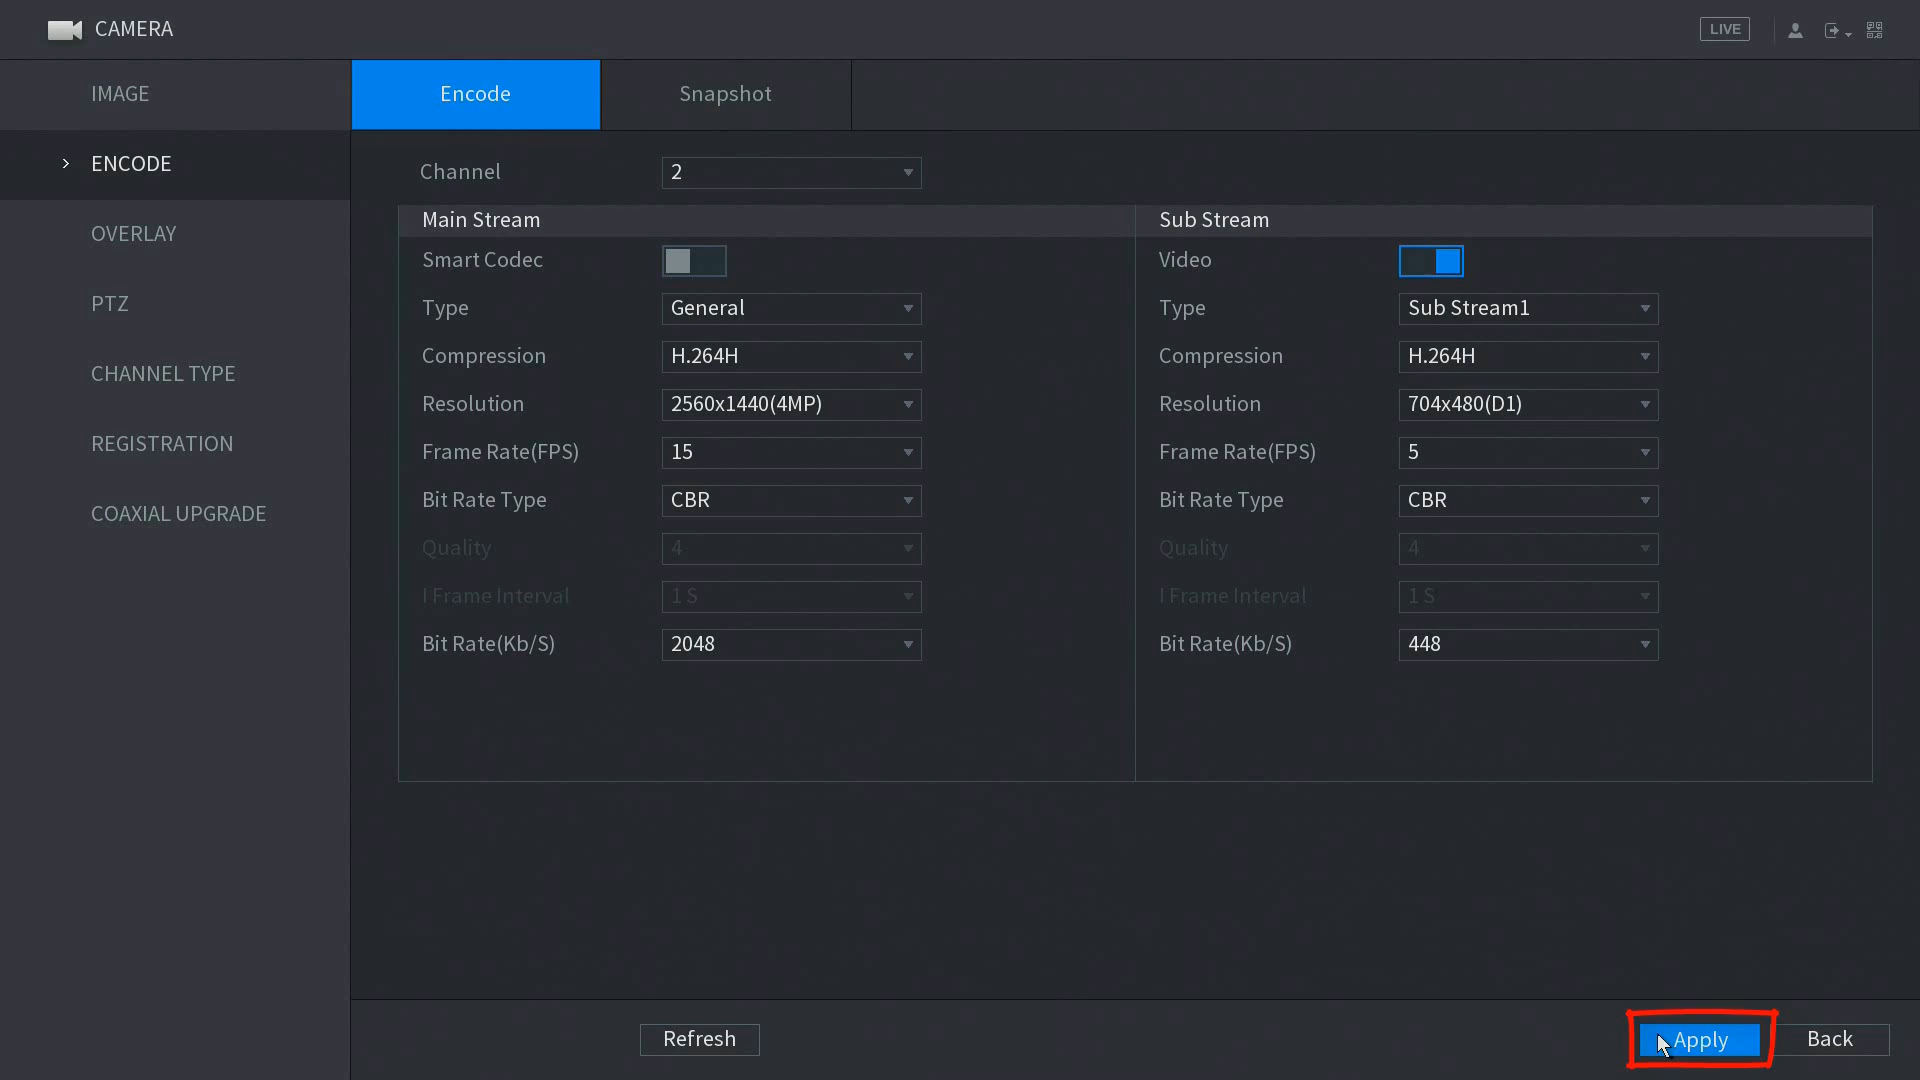 CAMERA
LIVE
IMAGE
ENCODE
OVERLAY
PTZ
CHANNEL TYPE
REGISTRATION
COAXIAL UPGRADE
Encode Snapshot
Channel 2
Main Stream Sub Stream
Smart Codec Video
Type General Type Sub Stream1
Compression H.264H Compression H.264H
Resolution 2560x1440(4MP) Resolution 704x480(D1)
Frame Rate(FPS) 15 Frame Rate(FPS) 5
Bit Rate Type CBR Bit Rate Type CBR
Quality 4 Quality 4
I Frame Interval 1 S I Frame Interval 1 S
Bit Rate(Kb/S) 2048 Bit Rate(Kb/S) 448
Refresh Apply Back